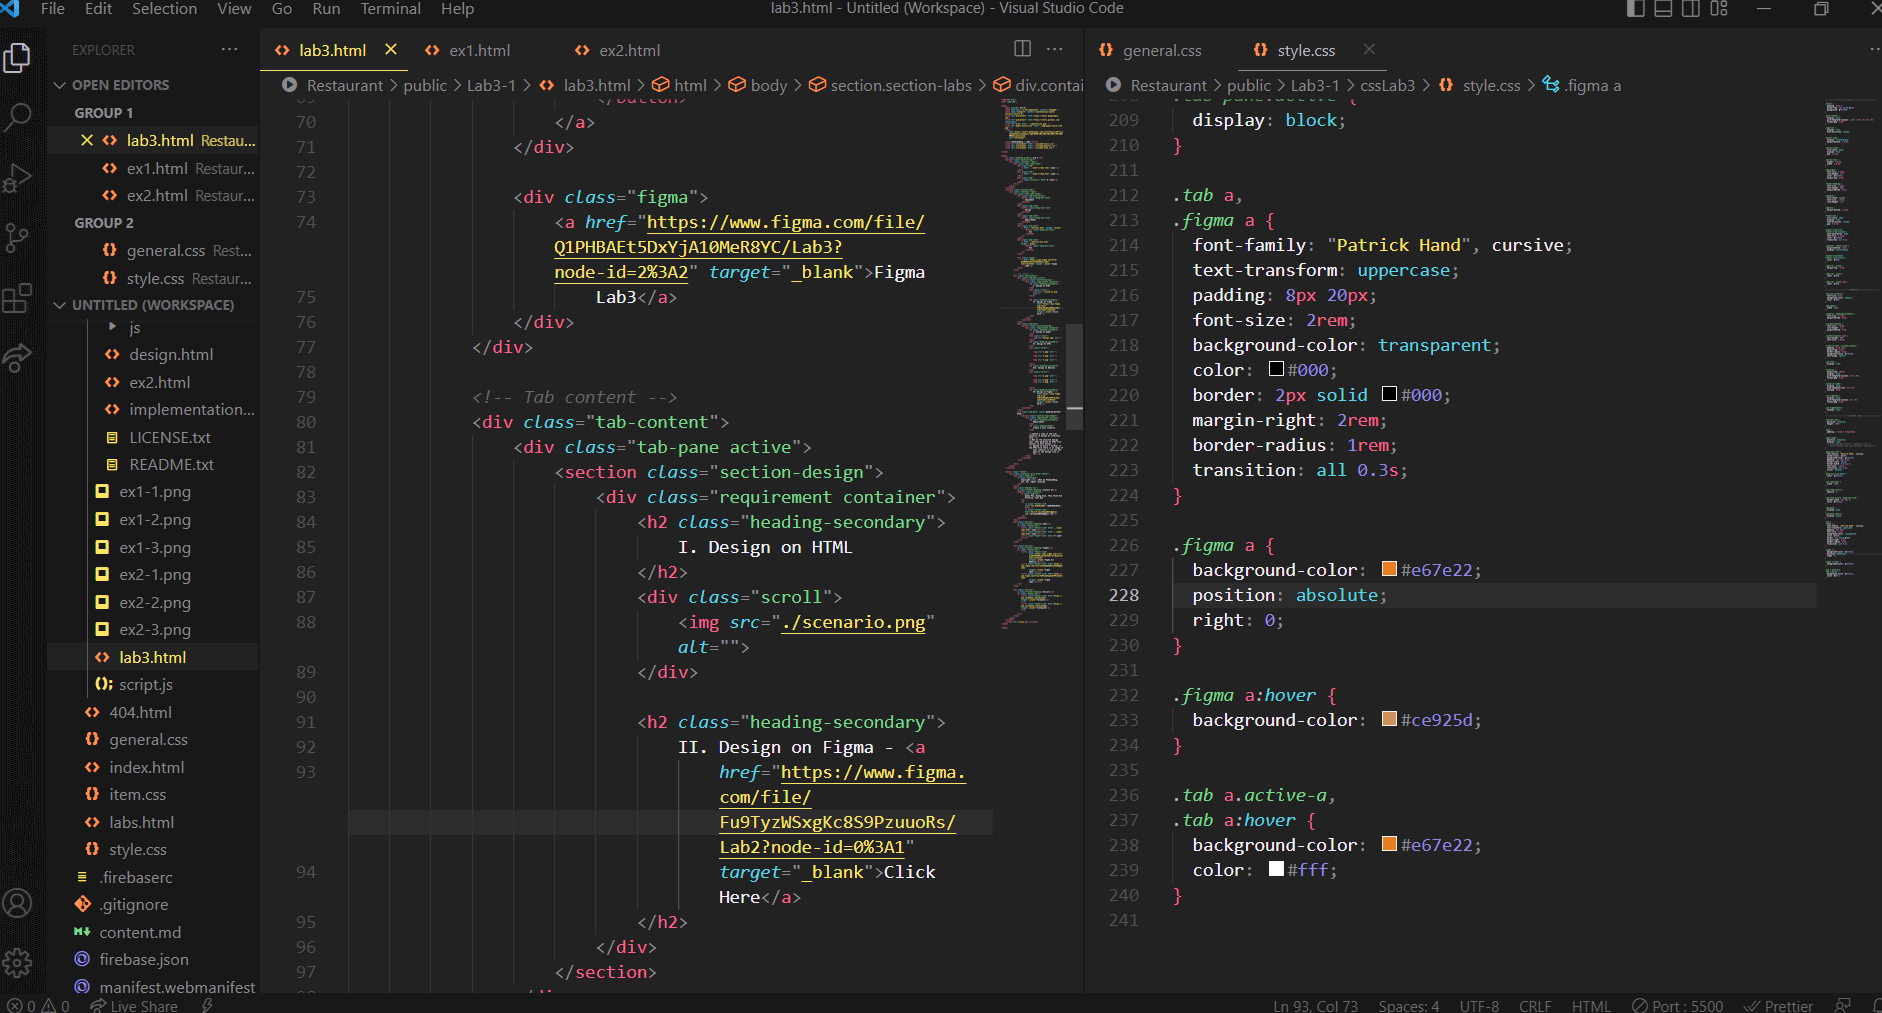 File Edit Selection View Go Run Terminal Help
lab3.html - Untitled (Workspace) - Visual Studio Code
EXPLORER
OPEN EDITORS
GROUP 1
lab3.html Restau...
ex1.html Restaur...
ex2.html Restaur...
GROUP 2
general.css Rest...
style.css Restaur...
UNTITLED (WORKSPACE)
js
design.html
ex2.html
implementation...
LICENSE.txt
README.txt
ex1-1.png
ex1-2.png
ex1-3.png
ex2-1.png
ex2-2.png
ex2-3.png
lab3.html
script.js
404.html
general.css
index.html
item.css
labs.html
style.css
.firebaserc
.gitignore
content.md
firebase.json
manifest.webmanifest
lab3.html ex1.html ex2.html
Restaurant > public > Lab3-1 > lab3.html > html > body > section.section-labs > div.contai
</button>
70 </a>
71 </div>
72
73 <div class="figma">
74 <a href="https://www.figma.com/file/
Q1PHBAEt5DxYjA10MeR8YC/Lab3?
node-id=2%3A2" target="_blank">Figma
75 Lab3</a>
76 </div>
77 </div>
78
79 <!-- Tab content -->
80 <div class="tab-content">
81 <div class="tab-pane active">
82 <section class="section-design">
83 <div class="requirement container">
84 <h2 class="heading-secondary">
85 I. Design on HTML
86 </h2>
87 <div class="scroll">
88 <img src="./scenario.png"
alt="">
89 </div>
90
91 <h2 class="heading-secondary">
92 II. Design on Figma - <a
93 href="https://www.figma.
com/file/
Fu9TyzWSxgKc8S9PzuuoRs/
Lab2?node-id=0%3A1"
94 target="_blank">Click
Here</a>
95 </h2>
96 </div>
97 </section>
general.css style.css
Restaurant > public > Lab3-1 > cssLab3 > style.css > .figma a
.tab-pane.active {
209 display: block;
210 }
211
212 .tab a,
213 .figma a {
214 font-family: "Patrick Hand", cursive;
215 text-transform: uppercase;
216 padding: 8px 20px;
217 font-size: 2rem;
218 background-color: transparent;
219 color: #000;
220 border: 2px solid #000;
221 margin-right: 2rem;
222 border-radius: 1rem;
223 transition: all 0.3s;
224 }
225
226 .figma a {
227 background-color: #e67e22;
228 position: absolute;
229 right: 0;
230 }
231
232 .figma a:hover {
233 background-color: #ce925d;
234 }
235
236 .tab a.active-a,
237 .tab a:hover {
238 background-color: #e67e22;
239 color: #fff;
240 }
241
0 0 Live Share Ln 93, Col 73 Spaces: 4 UTF-8 CRLF HTML Port : 5500 Prettier